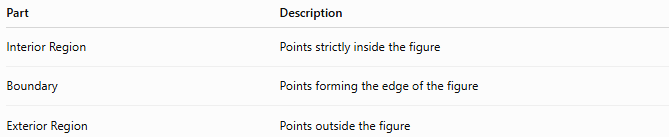 Part Description
Interior Region Points strictly inside the figure
Boundary Points forming the edge of the figure
Exterior Region Points outside the figure